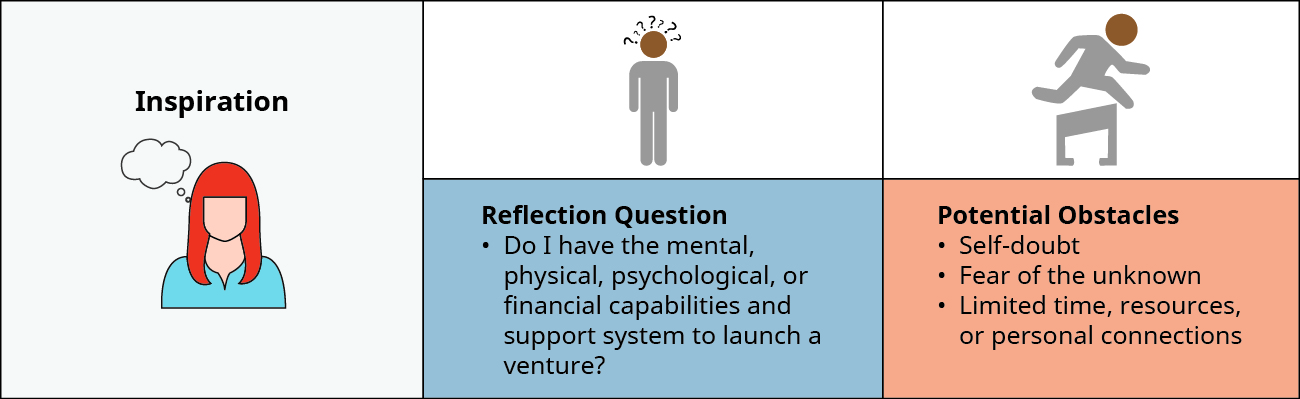 Inspiration
? ? ? ? ? ? ?
Reflection Question
• Do I have the mental,
physical, psychological, or
financial capabilities and
support system to launch a
venture?
Potential Obstacles
• Self-doubt
• Fear of the unknown
• Limited time, resources,
or personal connections